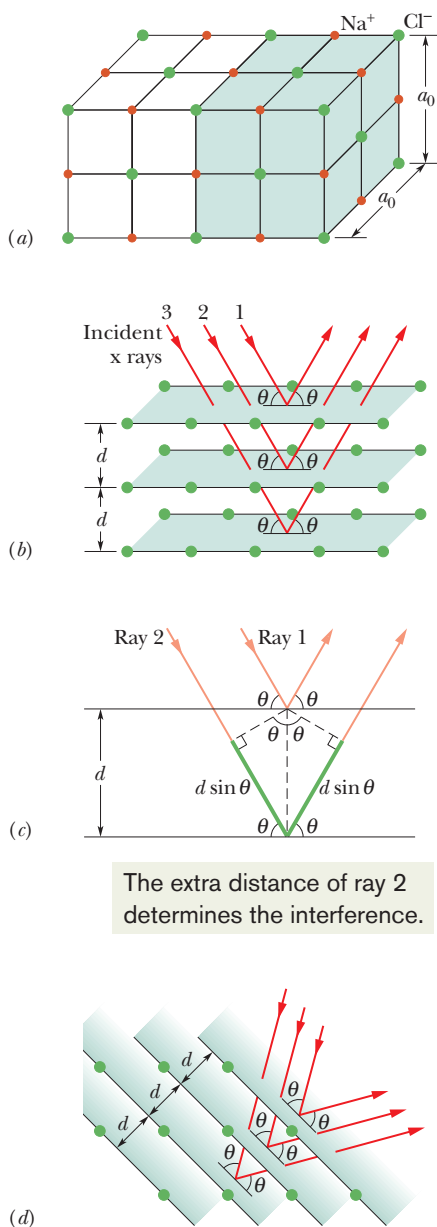 Na⁺ Cl⁻
a₀
a₀
(a)
3 2 1
Incident
x rays
θ θ
d
θ θ
d
θ θ
(b)
Ray 2 Ray 1
θ θ
θ θ
d
d sin θ d sin θ
θ θ
(c)
The extra distance of ray 2
determines the interference.
d
d
d
θ
θ
θ
θ
θ
θ
(d)